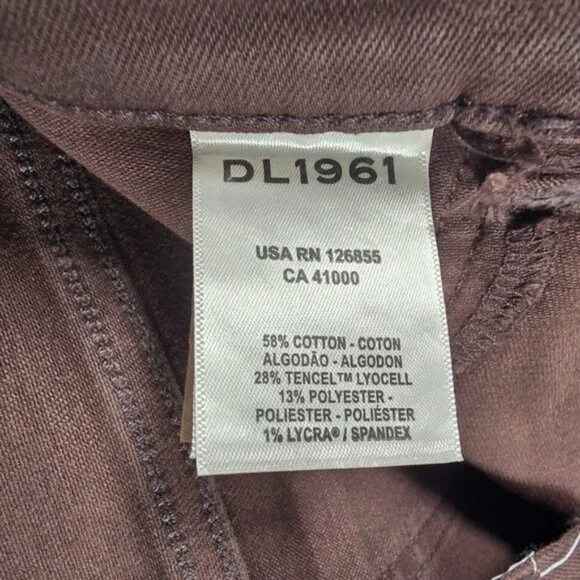 DL1961
USA RN 126855
CA 41000
58% COTTON - COTON
ALGODÃO - ALGODON
28% TENCEL™ LYOCELL
13% POLYESTER -
POLIESTER - POLIÉSTER
1% LYCRA® / SPANDEX